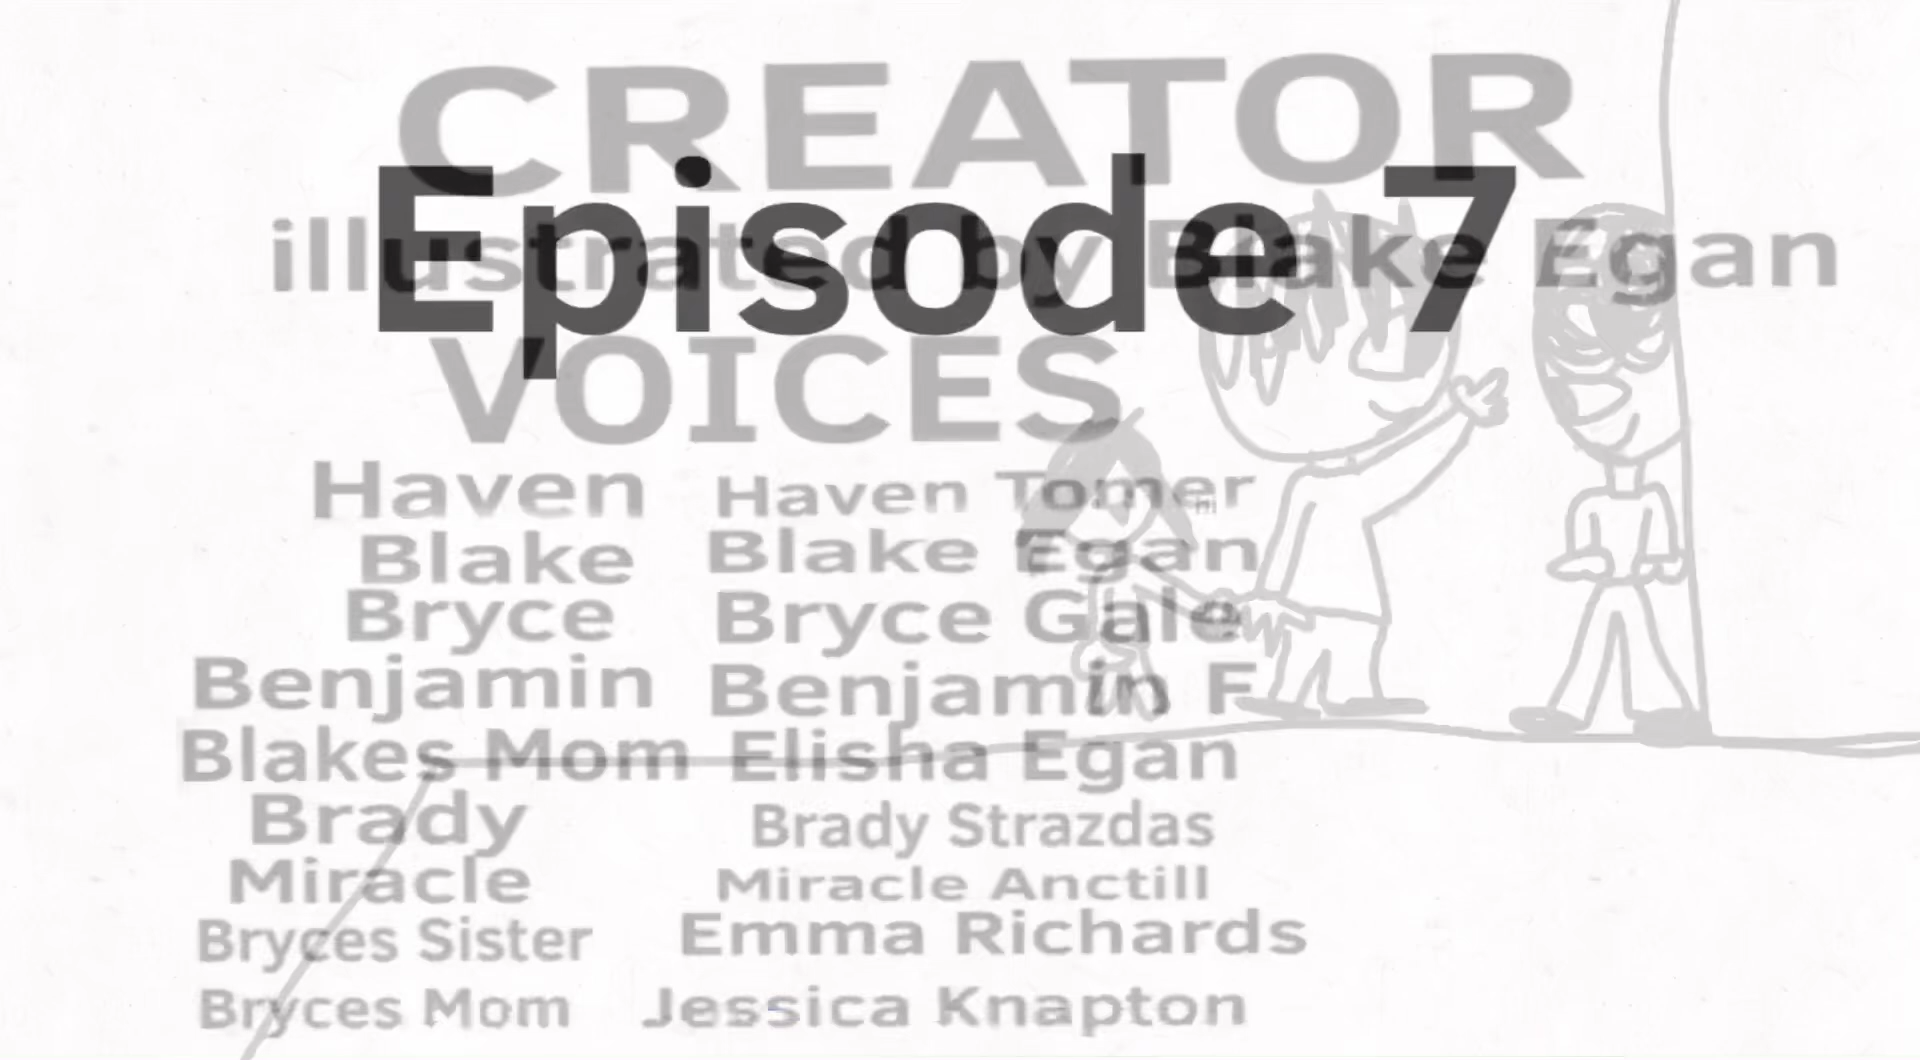 CREATOR
Episode 7
illustrated by Blake Egan
VOICES
Haven Haven Tomer
hi
Blake Blake Egan
Bryce Bryce Gale
Benjamin Benjamin F
Blakes Mom Elisha Egan
Brady Brady Strazdas
Miracle Miracle Anctill
Bryces Sister Emma Richards
Bryces Mom Jessica Knapton